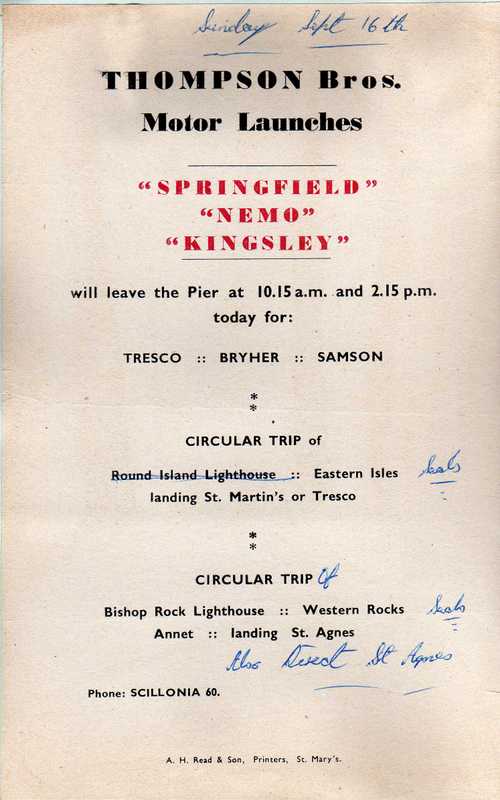 Sunday Sept 16th
THOMPSON Bros.
Motor Launches
"SPRINGFIELD"
"NEMO"
"KINGSLEY"
will leave the Pier at 10.15 a.m. and 2.15 p.m.
today for:
TRESCO :: BRYHER :: SAMSON
*
*
CIRCULAR TRIP of
Round Island Lighthouse :: Eastern Isles Seals
landing St. Martin's or Tresco
*
*
CIRCULAR TRIP of
Bishop Rock Lighthouse :: Western Rocks Seals
Annet :: landing St. Agnes
Also Direct St Agnes
Phone: SCILLONIA 60.
A. H. Read & Son, Printers, St. Mary's.